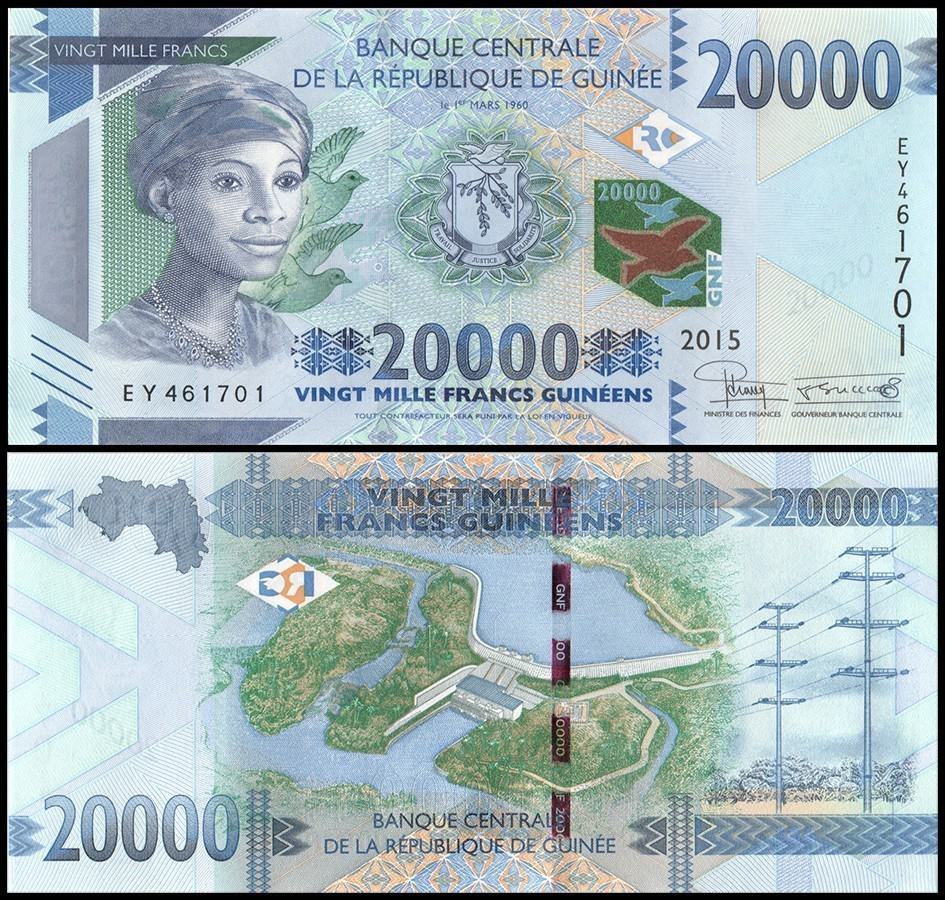 VINGT MILLE FRANCS
BANQUE CENTRALE
DE LA RÉPUBLIQUE DE GUINÉE
le 1er MARS 1960
20000
EY461701
20000
GNF
TRAVAIL
JUSTICE
SOLIDARITÉ
20000
2015
EY 461701
VINGT MILLE FRANCS GUINÉENS
TOUT CONTREFACTEUR SERA PUNI PAR LA LOI EN VIGUEUR
MINISTRE DES FINANCES
GOUVERNEUR BANQUE CENTRALE
20000
VINGT MILLE
FRANCS GUINÉENS
20000
GNF
20000
BANQUE CENTRALE
DE LA RÉPUBLIQUE DE GUINÉE